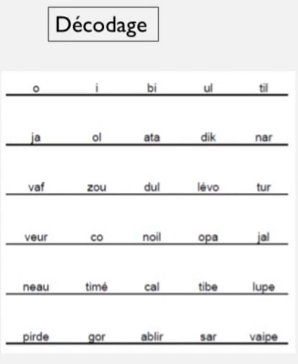 Décodage
o i bi ul til
ja ol ata dik nar
vaf zou dul lévo tur
veur co noil opa jal
neau timé cal tibe lupe
pirde gor ablir sar vaipe